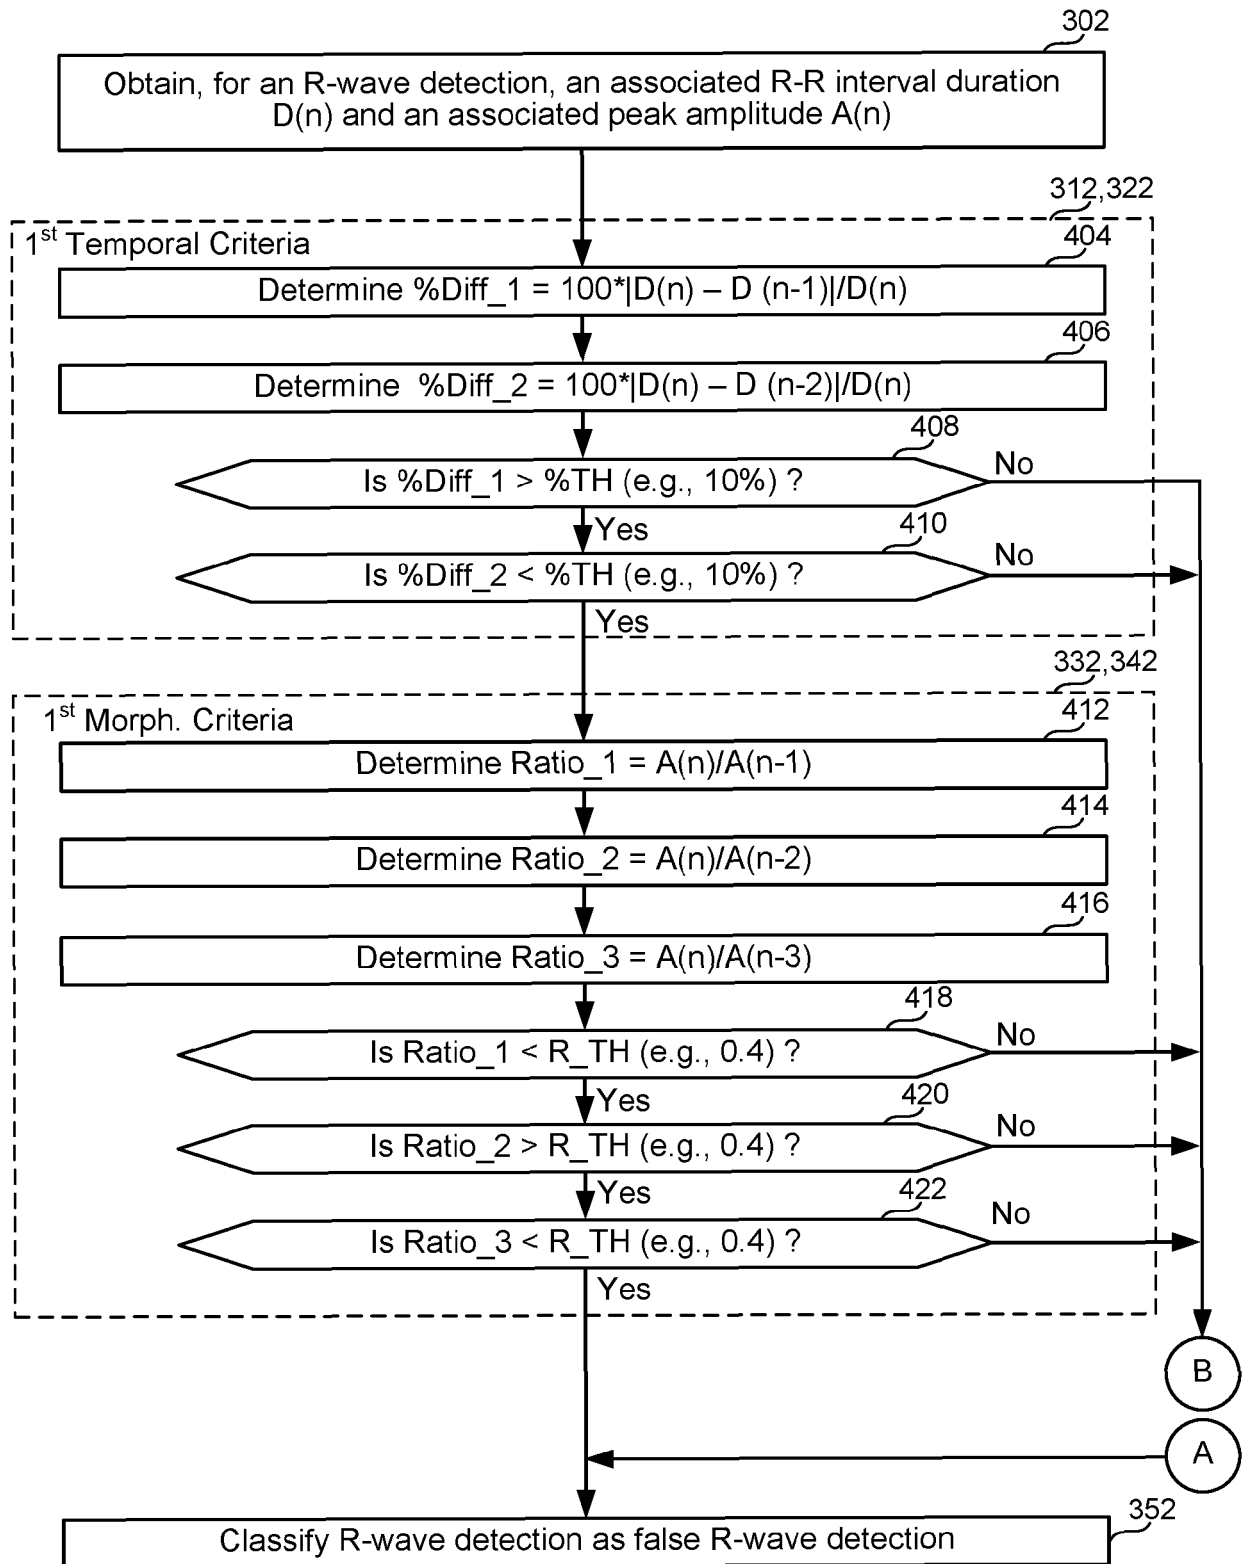 302
Obtain, for an R-wave detection, an associated R-R interval duration
D(n) and an associated peak amplitude A(n)
312,322
1st Temporal Criteria
404
Determine %Diff_1 = 100*|D(n) – D (n-1)|/D(n)
406
Determine %Diff_2 = 100*|D(n) – D (n-2)|/D(n)
408
Is %Diff_1 > %TH (e.g., 10%) ?
No
Yes
410
Is %Diff_2 < %TH (e.g., 10%) ?
No
Yes
332,342
1st Morph. Criteria
412
Determine Ratio_1 = A(n)/A(n-1)
414
Determine Ratio_2 = A(n)/A(n-2)
416
Determine Ratio_3 = A(n)/A(n-3)
418
Is Ratio_1 < R_TH (e.g., 0.4) ?
No
Yes
420
Is Ratio_2 > R_TH (e.g., 0.4) ?
No
Yes
422
Is Ratio_3 < R_TH (e.g., 0.4) ?
No
Yes
B
A
352
Classify R-wave detection as false R-wave detection